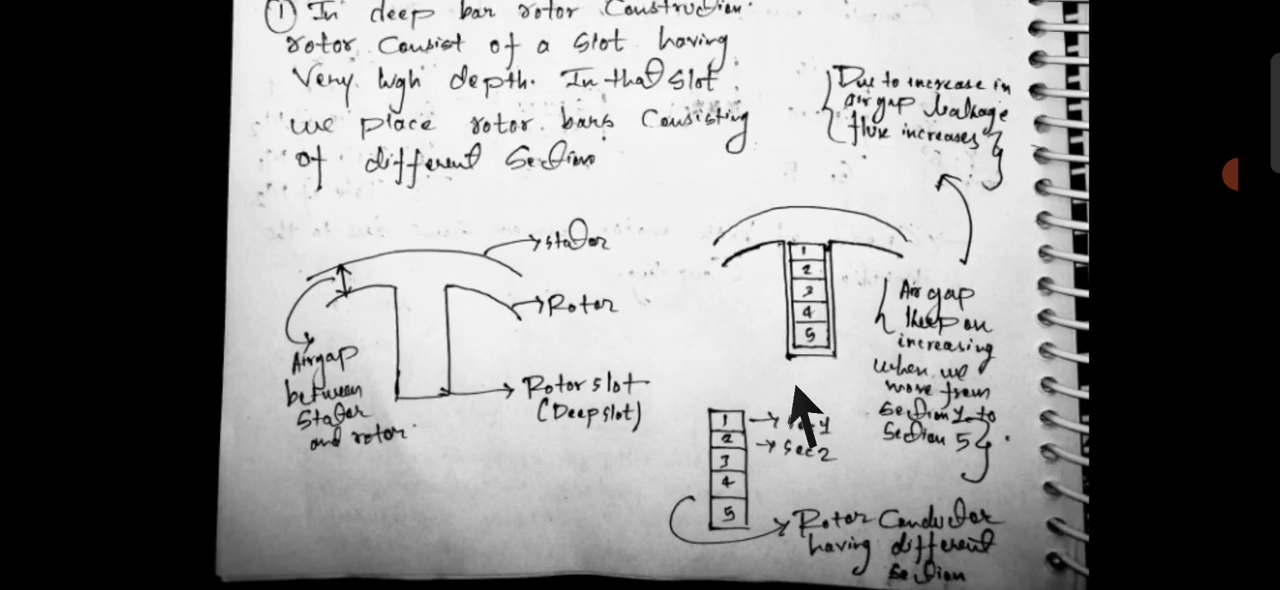 ① In deep bar rotor Construction
rotor Consist of a slot having
Very high depth. In that slot
we place rotor bars Consisting
of different Section
Due to increase in
air gap leakage
flux increases
stator
Rotor
Airgap
between
Stator
and rotor
Rotor slot
(Deep slot)
1
2
3
4
5
Air gap
keep on
increasing
when we
move from
Section 1 to
Section 5
1
2 → Sec 2
3
4
5
Rotor Conductor
having different
Section